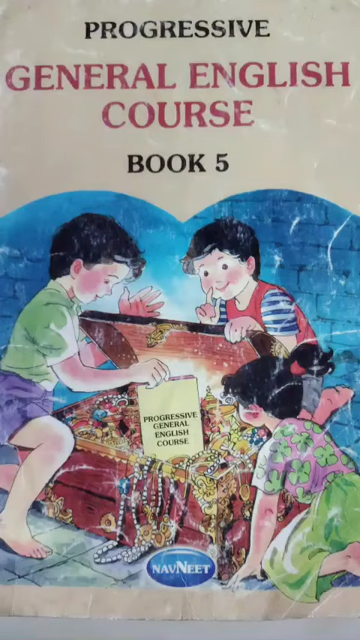 PROGRESSIVE
GENERAL ENGLISH
COURSE
BOOK 5
PROGRESSIVE
GENERAL
ENGLISH
COURSE
NAVNEET